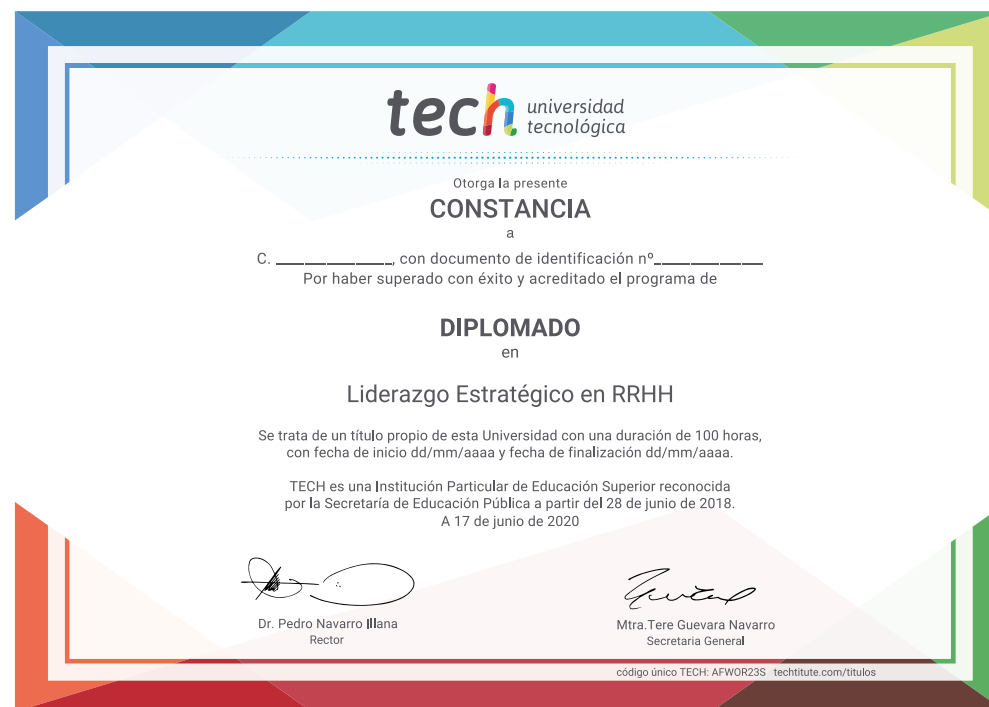 tech universidad
tecnológica
Otorga la presente
CONSTANCIA
a
C. ______________, con documento de identificación nº_____________
Por haber superado con éxito y acreditado el programa de
DIPLOMADO
en
Liderazgo Estratégico en RRHH
Se trata de un título propio de esta Universidad con una duración de 100 horas,
con fecha de inicio dd/mm/aaaa y fecha de finalización dd/mm/aaaa.
TECH es una Institución Particular de Educación Superior reconocida
por la Secretaría de Educación Pública a partir del 28 de junio de 2018.
A 17 de junio de 2020
Dr. Pedro Navarro Illana
Rector
Mtra.Tere Guevara Navarro
Secretaria General
código único TECH: AFWOR23S techtitute.com/titulos